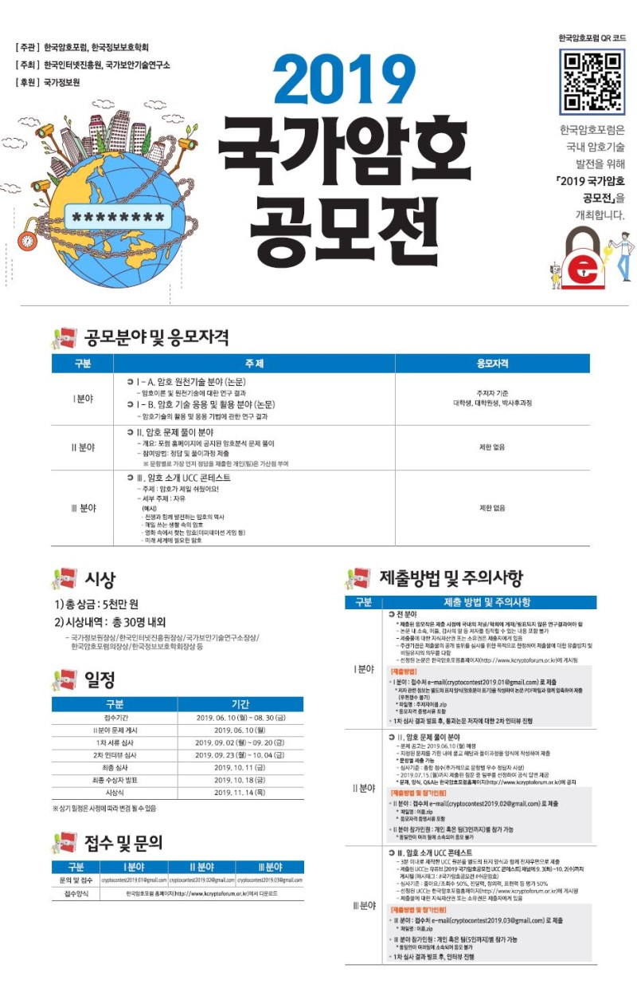 [ 주관 ] 한국암호포럼, 한국정보보호학회
[ 주최 ] 한국인터넷진흥원, 국가보안기술연구소
[ 후원 ] 국가정보원
********
2019
국가암호
공모전
한국암호포럼 QR 코드
한국암호포럼은
국내 암호기술
발전을 위해
「2019 국가암호
공모전」을
개최합니다.
e
공모분야 및 응모자격
구분 주 제 응모자격
I 분야
➲ I – A. 암호 원천기술 분야 (논문)
– 암호이론 및 원천기술에 대한 연구 결과
➲ I – B. 암호 기술 응용 및 활용 분야 (논문)
– 암호기술의 활용 및 응용 기법에 관한 연구 결과
주저자 기준
대학생, 대학원생, 박사후과정
II 분야
➲ II. 암호 문제 풀이 분야
– 개요: 포럼 홈페이지에 공지된 암호분석 문제 풀이
– 참여방법: 정답 및 풀이과정 제출
※ 문항별로 가장 먼저 정답을 제출한 개인(팀)은 가산점 부여
제한 없음
III 분야
➲ III. 암호 소개 UCC 콘테스트
– 주제 : 암호가 제일 쉬웠어요!
– 세부 주제 : 자유
(예시)
· 전쟁과 함께 발전하는 암호의 역사
· 매일 쓰는 생활 속의 암호
· 영화 속에서 찾는 암호(이미테이션 게임 등)
· 미래 세계에 필요한 암호
제한 없음
시상
1) 총 상금 : 5천만 원
2) 시상내역 : 총 30명 내외
– 국가정보원장상/한국인터넷진흥원장상/국가보안기술연구소장상/
한국암호포럼의장상/한국정보보호학회장상 등
일정
구분 기간
접수기간 2019. 06. 10 (월) ~ 08. 30 (금)
II분야 문제 게시 2019. 06. 10 (월)
1차 서류 심사 2019. 09. 02 (월) ~ 09. 20 (금)
2차 인터뷰 심사 2019. 09. 23 (월) ~ 10. 04 (금)
최종 심사 2019. 10. 11 (금)
최종 수상자 발표 2019. 10. 18 (금)
시상식 2019. 11. 14 (목)
※ 상기 일정은 사정에 따라 변경 될 수 있음
접수 및 문의
구분 I 분야 II 분야 III 분야
문의 및 접수 cryptocontest2019.01@gmail.com cryptocontest2019.02@gmail.com cryptocontest2019.03@gmail.com
접수양식 한국암호포럼 홈페이지(http://www.kcryptoforum.or.kr)에서 다운로드
제출방법 및 주의사항
구분 제출 방법 및 주의사항
I 분야
➲ 전 분야
* 제출된 응모작은 제출 시점에 국내외 저널/학회에 게재/발표되지 않은 연구결과여야 함
– 논문 내 소속, 이름, 감사의 말 등 저자를 짐작할 수 있는 내용 포함 불가
– 제출물에 대한 지식재산권 또는 소유권은 제출자에게 있음
– 주관기관은 제출물의 공개 범위를 심사를 위한 목적으로 한정하여 제출물에 대한 유출방지 및
비밀유지의 의무를 다함
– 선정된 논문은 한국암호포럼홈페이지(http://www.kcryptoforum.or.kr)에 게시됨
[제출방법]
• I 분야 : 접수처 e-mail(cryptocontest2019.01@gmail.com) 로 제출
* 저자 관련 정보는 별도의 표지 양식(암호분야 표기)을 작성하여 논문 PDF파일과 함께 압축하여 제출
(우편접수 불가)
* 파일명 : 주저자이름.zip
* 응모자격 증명서류 포함
• 1차 심사 결과 발표 후, 통과논문 저자에 대한 2차 인터뷰 진행
II 분야
➲ II. 암호 문제 풀이 분야
– 문제 공고는 2019.06.10 (월) 예정
– 지정된 문제를 기한 내에 풀고 해답과 풀이과정을 양식에 작성하여 제출
* 문항별 제출 가능
– 심사기준 : 종합 점수(추가적으로 문항별 우수 정답자 시상)
– 2019.07.15.(월)까지 제출된 질문 중 일부를 선정하여 공식 답변 제공
* 문제, 양식, Q&A는 한국암호포럼홈페이지(http://www.kcryptoforum.or.kr)에 공지
[제출방법 및 참가인원]
• II 분야 : 접수처 e-mail(cryptocontest2019.02@gmail.com) 로 제출
* 파일명 : 이름.zip
* 응모자격 증명서류 포함
• II 분야 참가인원 : 개인 혹은 팀(3인까지)별 참가 가능
* 동일인이 여러 팀에 소속되어 응모 불가
III 분야
➲ III. 암호 소개 UCC 콘테스트
– 3분 이내로 제작한 UCC 원본을 별도의 표지 양식과 함께 전자우편으로 제출
– 제출된 UCC는 유튜브 [2019 국가암호공모전 UCC 콘테스트] 채널에 9. 3(화) ~10. 2(수)까지
게시됨 (해시태그 : #국가암호공모전 #쉬운암호)
– 심사기준 : 좋아요/조회수 50%, 전달력, 창의력, 표현력 등 평가 50%
– 선정된 UCC는 한국암호포럼홈페이지(http://www.kcryptoforum.or.kr)에 게시됨
– 제출물에 대한 지식재산권 또는 소유권은 제출자에게 있음
[제출방법 및 참가인원]
• III 분야 : 접수처 e-mail(cryptocontest2019.03@gmail.com) 로 제출
* 파일명 : 이름.zip
• III 분야 참가인원 : 개인 혹은 팀(5인까지)별 참가 가능
* 동일인이 여러팀에 소속되어 응모 불가
• 1차 심사 결과 발표 후, 인터뷰 진행